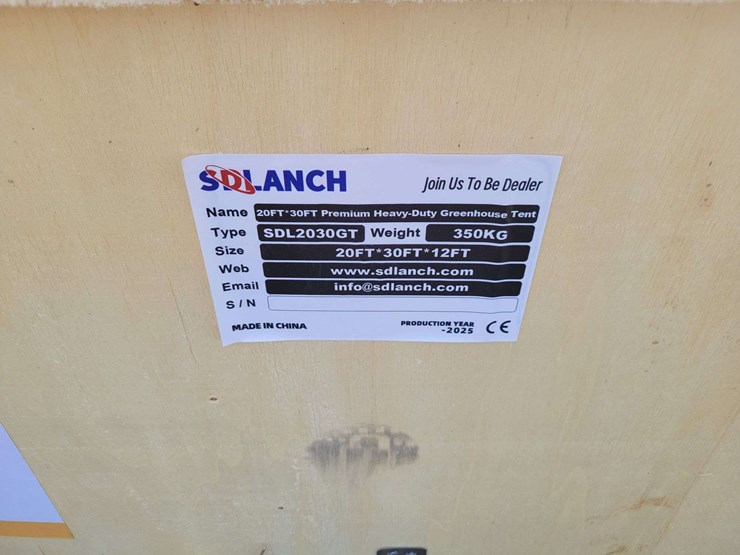 SDLANCH Join Us To Be Dealer
Name 20FT*30FT Premium Heavy-Duty Greenhouse Tent
Type SDL2030GT Weight 350KG
Size 20FT*30FT*12FT
Web www.sdlanch.com
Email info@sdlanch.com
S/N
MADE IN CHINA PRODUCTION YEAR CE
-2025